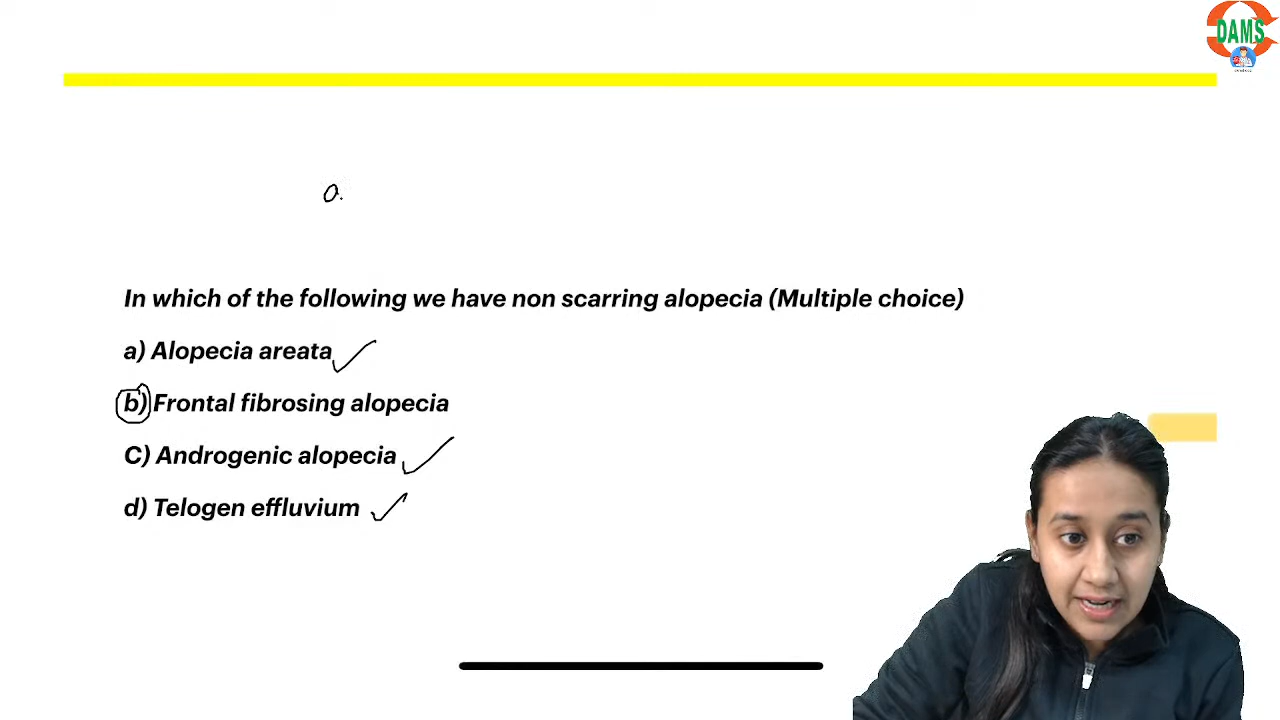 DAMS
a.
In which of the following we have non scarring alopecia (Multiple choice)
a) Alopecia areata
b) Frontal fibrosing alopecia
C) Androgenic alopecia
d) Telogen effluvium